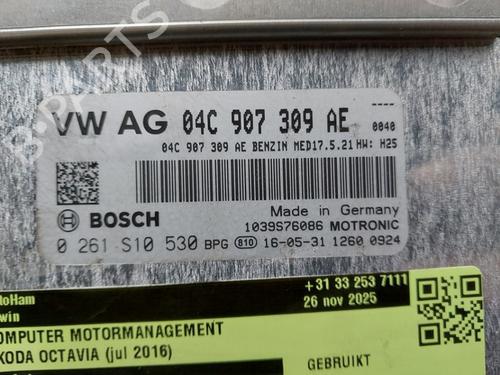 B-PARTS
VW AG 04C 907 309 AE ----
0040
04C 907 309 AE BENZIN MED17.5.21 HW: H25
BOSCH
Made in Germany
1039S76086 MOTRONIC
0 261 S10 530 BPG 810 16-05-31 1260 0924
+31 33 253 7111
26 nov 2025
COMPUTER MOTORMANAGEMENT
KODA OCTAVIA (jul 2016)
GEBRUIKT